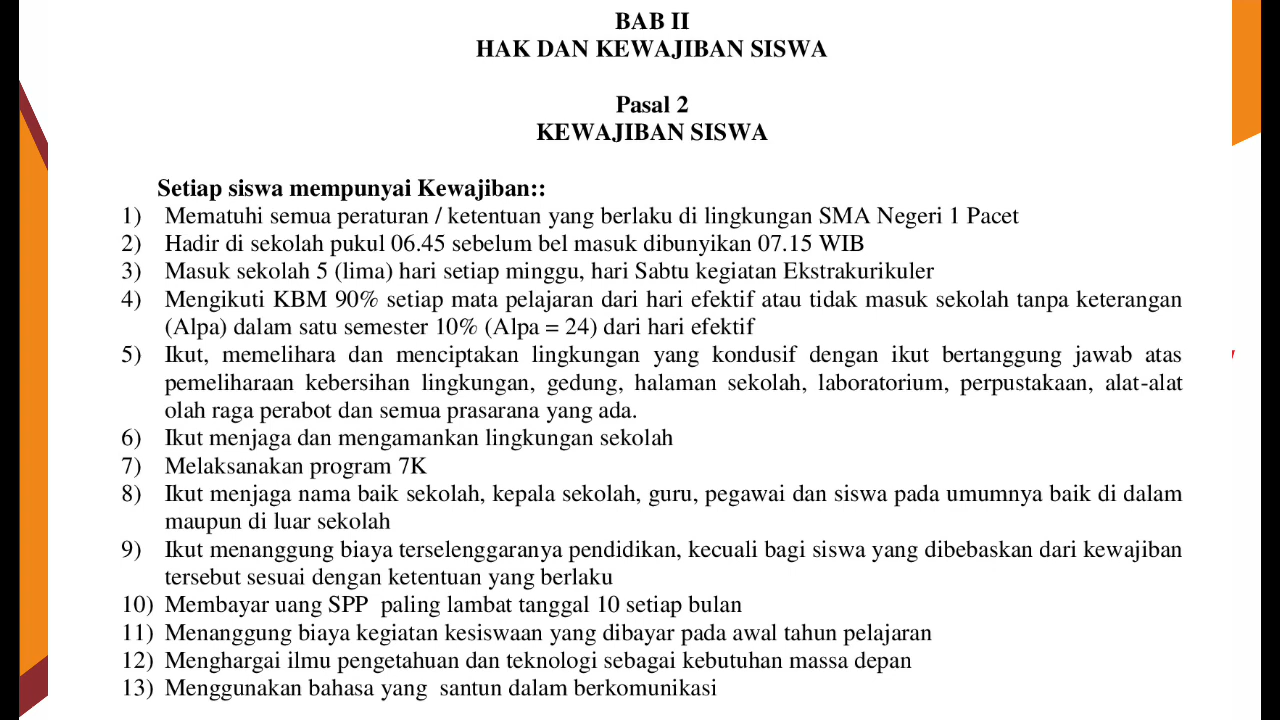 BAB II
HAK DAN KEWAJIBAN SISWA
Pasal 2
KEWAJIBAN SISWA
Setiap siswa mempunyai Kewajiban::
1) Mematuhi semua peraturan / ketentuan yang berlaku di lingkungan SMA Negeri 1 Pacet
2) Hadir di sekolah pukul 06.45 sebelum bel masuk dibunyikan 07.15 WIB
3) Masuk sekolah 5 (lima) hari setiap minggu, hari Sabtu kegiatan Ekstrakurikuler
4) Mengikuti KBM 90% setiap mata pelajaran dari hari efektif atau tidak masuk sekolah tanpa keterangan
(Alpa) dalam satu semester 10% (Alpa = 24) dari hari efektif
5) Ikut, memelihara dan menciptakan lingkungan yang kondusif dengan ikut bertanggung jawab atas
pemeliharaan kebersihan lingkungan, gedung, halaman sekolah, laboratorium, perpustakaan, alat-alat
olah raga perabot dan semua prasarana yang ada.
6) Ikut menjaga dan mengamankan lingkungan sekolah
7) Melaksanakan program 7K
8) Ikut menjaga nama baik sekolah, kepala sekolah, guru, pegawai dan siswa pada umumnya baik di dalam
maupun di luar sekolah
9) Ikut menanggung biaya terselenggaranya pendidikan, kecuali bagi siswa yang dibebaskan dari kewajiban
tersebut sesuai dengan ketentuan yang berlaku
10) Membayar uang SPP paling lambat tanggal 10 setiap bulan
11) Menanggung biaya kegiatan kesiswaan yang dibayar pada awal tahun pelajaran
12) Menghargai ilmu pengetahuan dan teknologi sebagai kebutuhan massa depan
13) Menggunakan bahasa yang santun dalam berkomunikasi